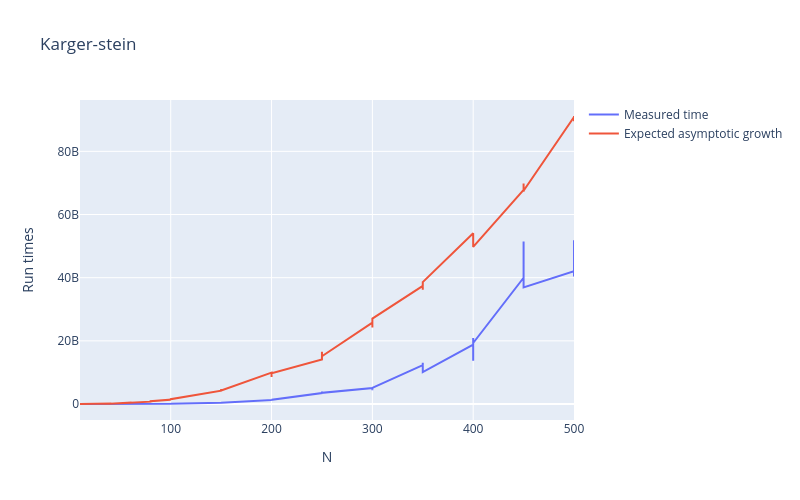 Karger-stein
Measured time
Expected asymptotic growth
80B
60B
40B
20B
0
100 200 300 400 500
Run times
N